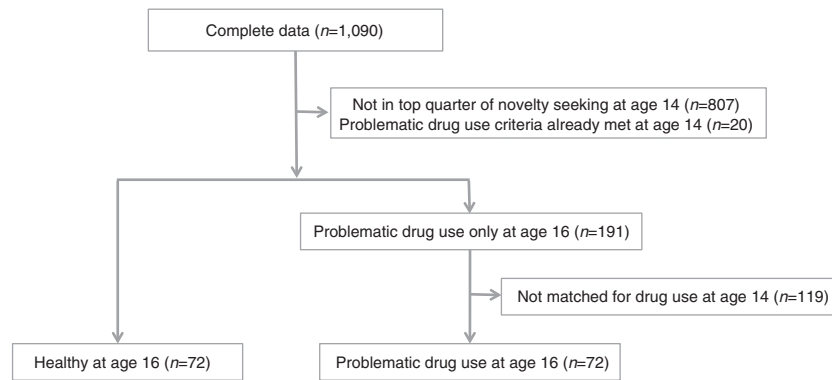 Complete data (n=1,090)
Not in top quarter of novelty seeking at age 14 (n=807)
Problematic drug use criteria already met at age 14 (n=20)
Problematic drug use only at age 16 (n=191)
Not matched for drug use at age 14 (n=119)
Healthy at age 16 (n=72)
Problematic drug use at age 16 (n=72)